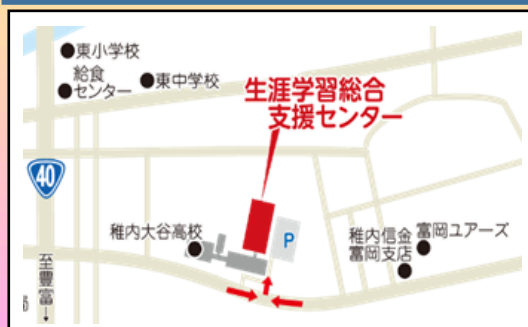 東小学校
給食
センター
東中学校
生涯学習総合
支援センター
40
稚内大谷高校
P
稚内信金
富岡支店
富岡ユアーズ
至豊富↓